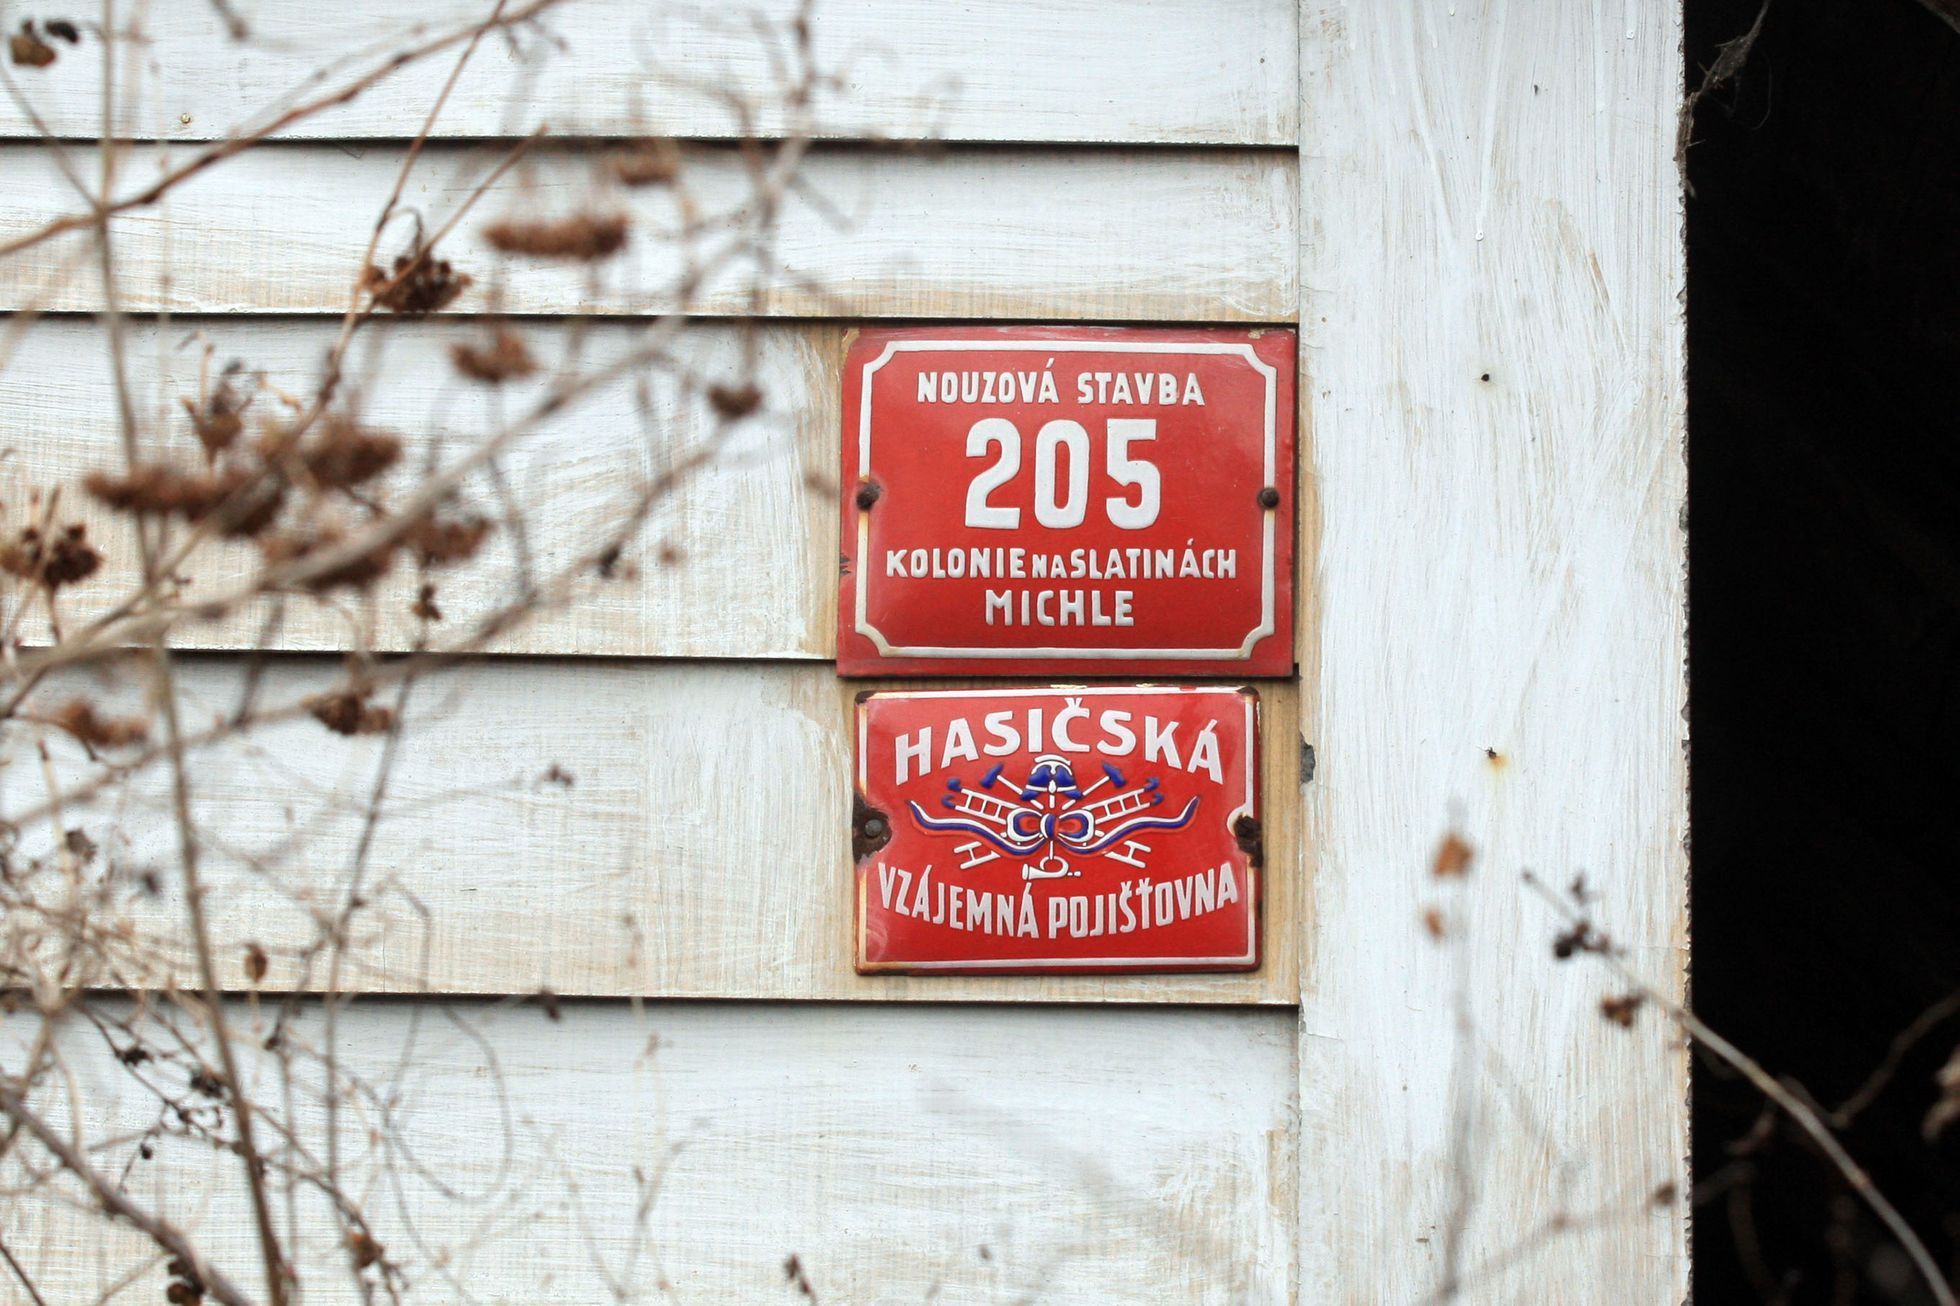 NOUZOVÁ STAVBA
205
KOLONIE NA SLATINÁCH
MICHLE
HASIČSKÁ
VZÁJEMNÁ POJIŠŤOVNA